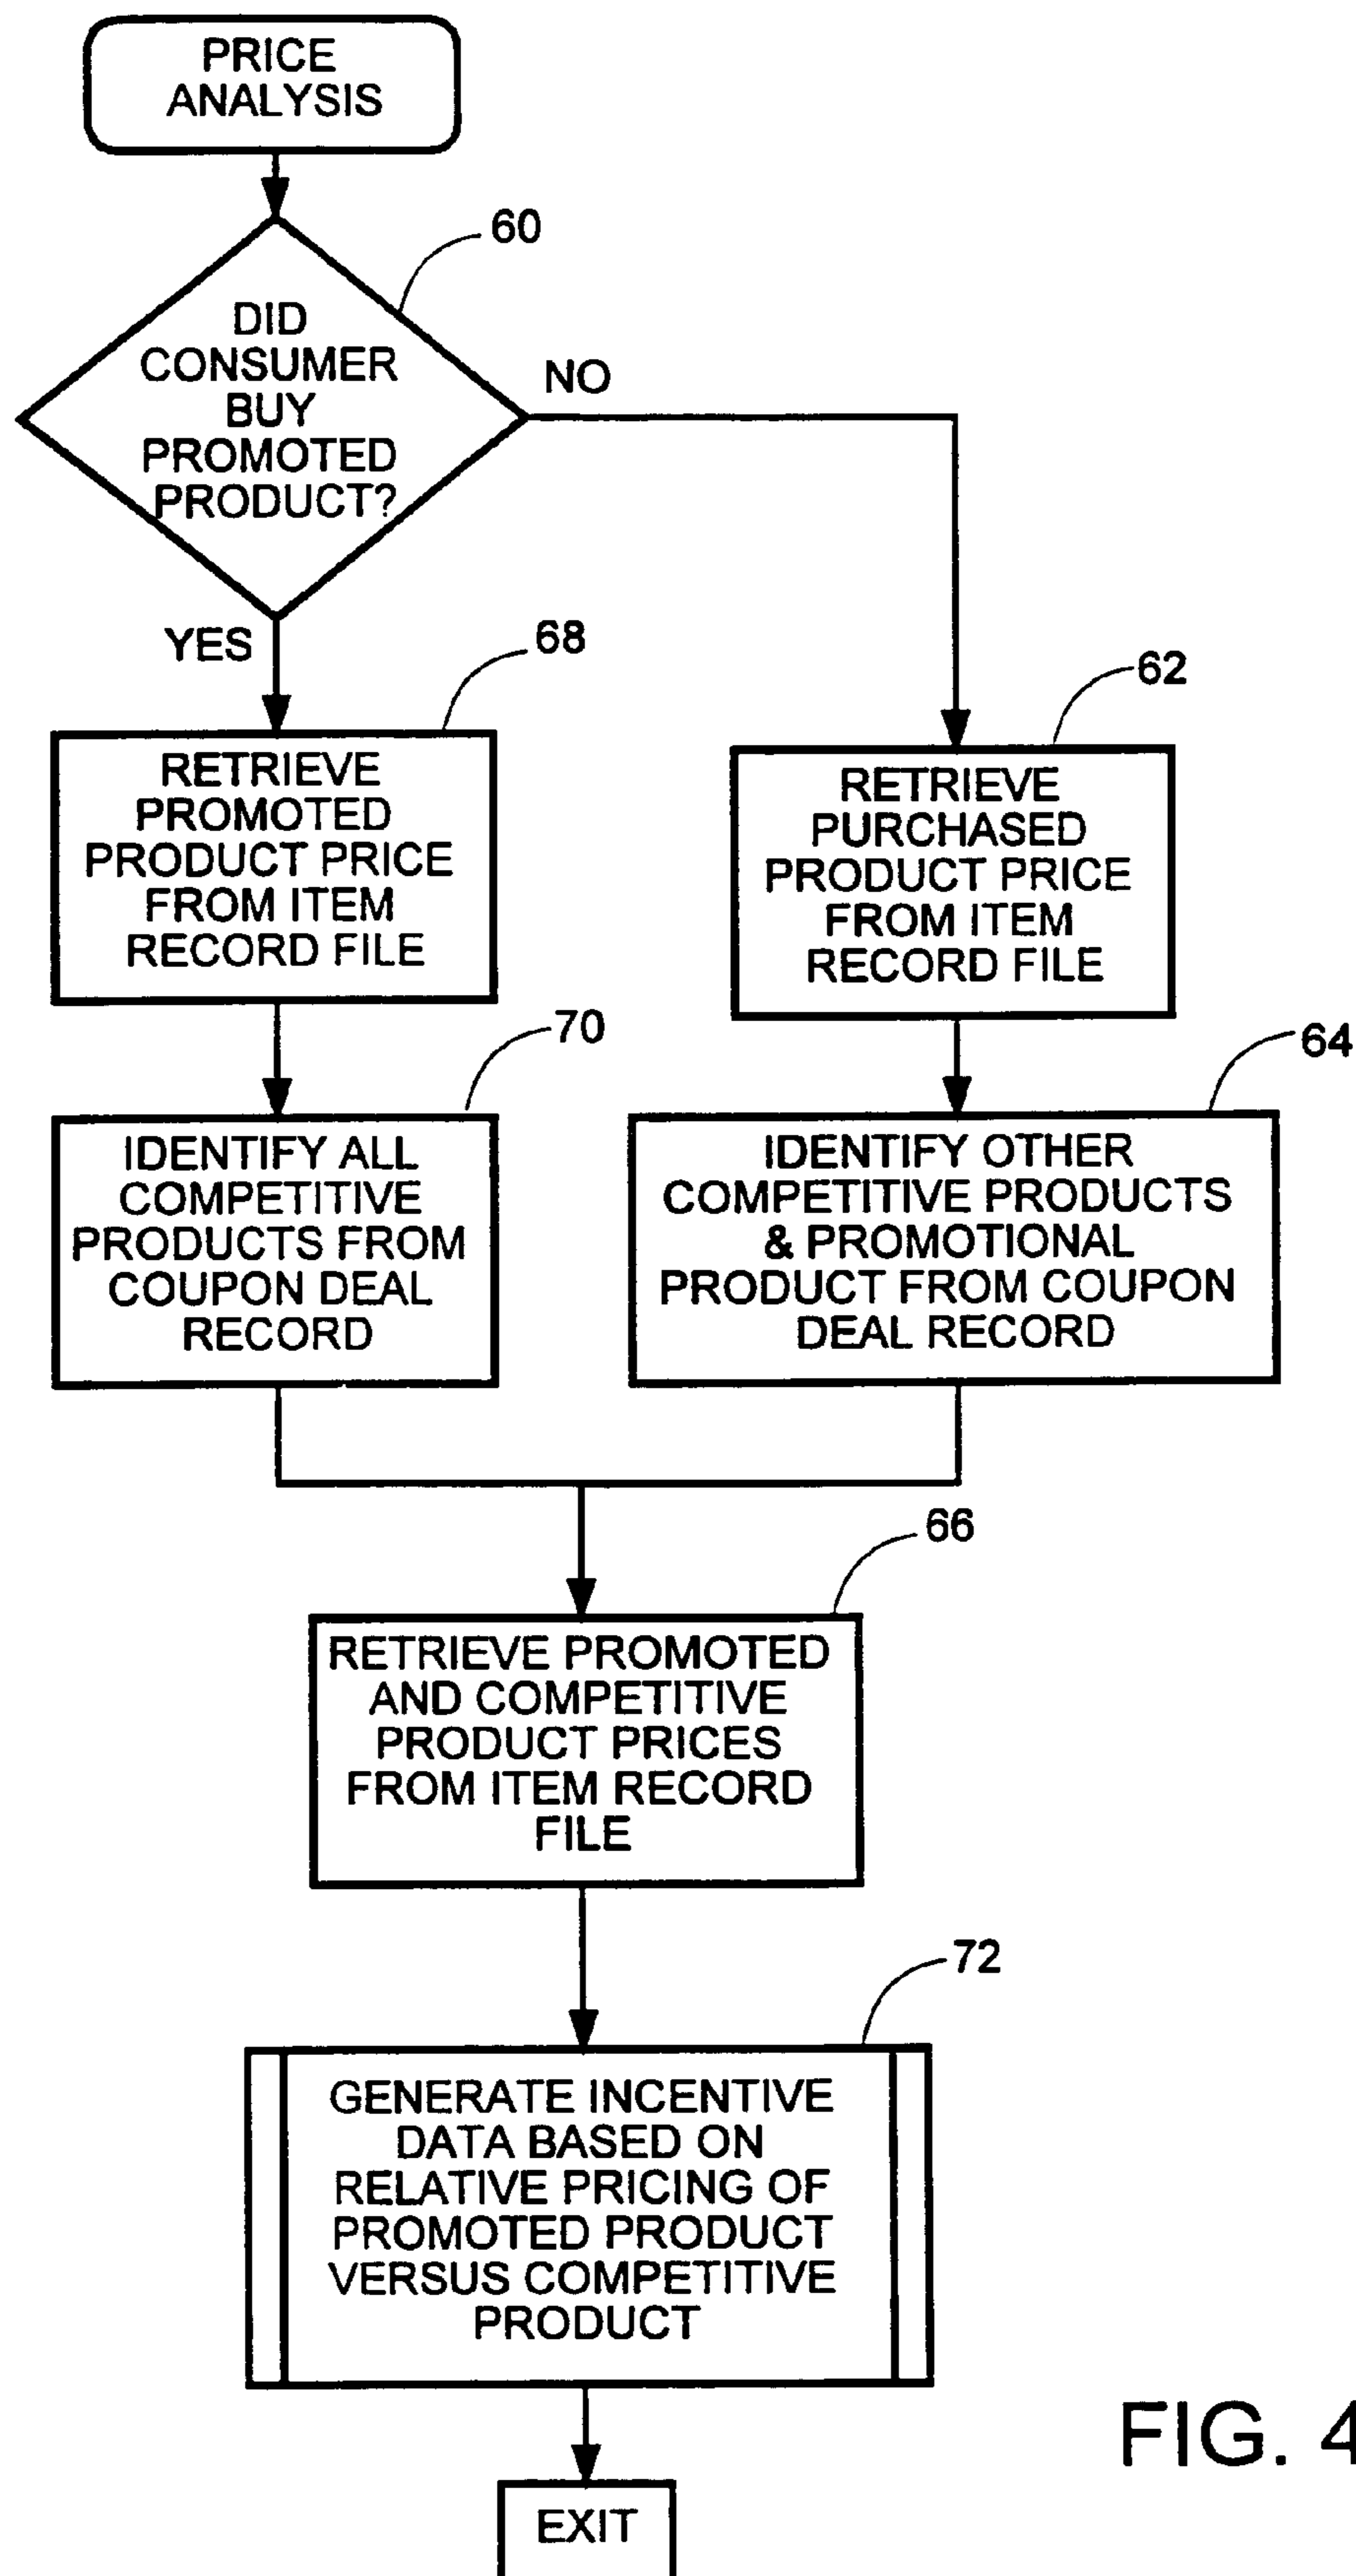 PRICE
ANALYSIS
60
DID
CONSUMER
BUY
PROMOTED
PRODUCT?
NO
YES
68
RETRIEVE
PROMOTED
PRODUCT PRICE
FROM ITEM
RECORD FILE
62
RETRIEVE
PURCHASED
PRODUCT PRICE
FROM ITEM
RECORD FILE
70
IDENTIFY ALL
COMPETITIVE
PRODUCTS FROM
COUPON DEAL
RECORD
64
IDENTIFY OTHER
COMPETITIVE PRODUCTS
& PROMOTIONAL
PRODUCT FROM COUPON
DEAL RECORD
66
RETRIEVE PROMOTED
AND COMPETITIVE
PRODUCT PRICES
FROM ITEM RECORD
FILE
72
GENERATE INCENTIVE
DATA BASED ON
RELATIVE PRICING OF
PROMOTED PRODUCT
VERSUS COMPETITIVE
PRODUCT
EXIT
FIG. 4